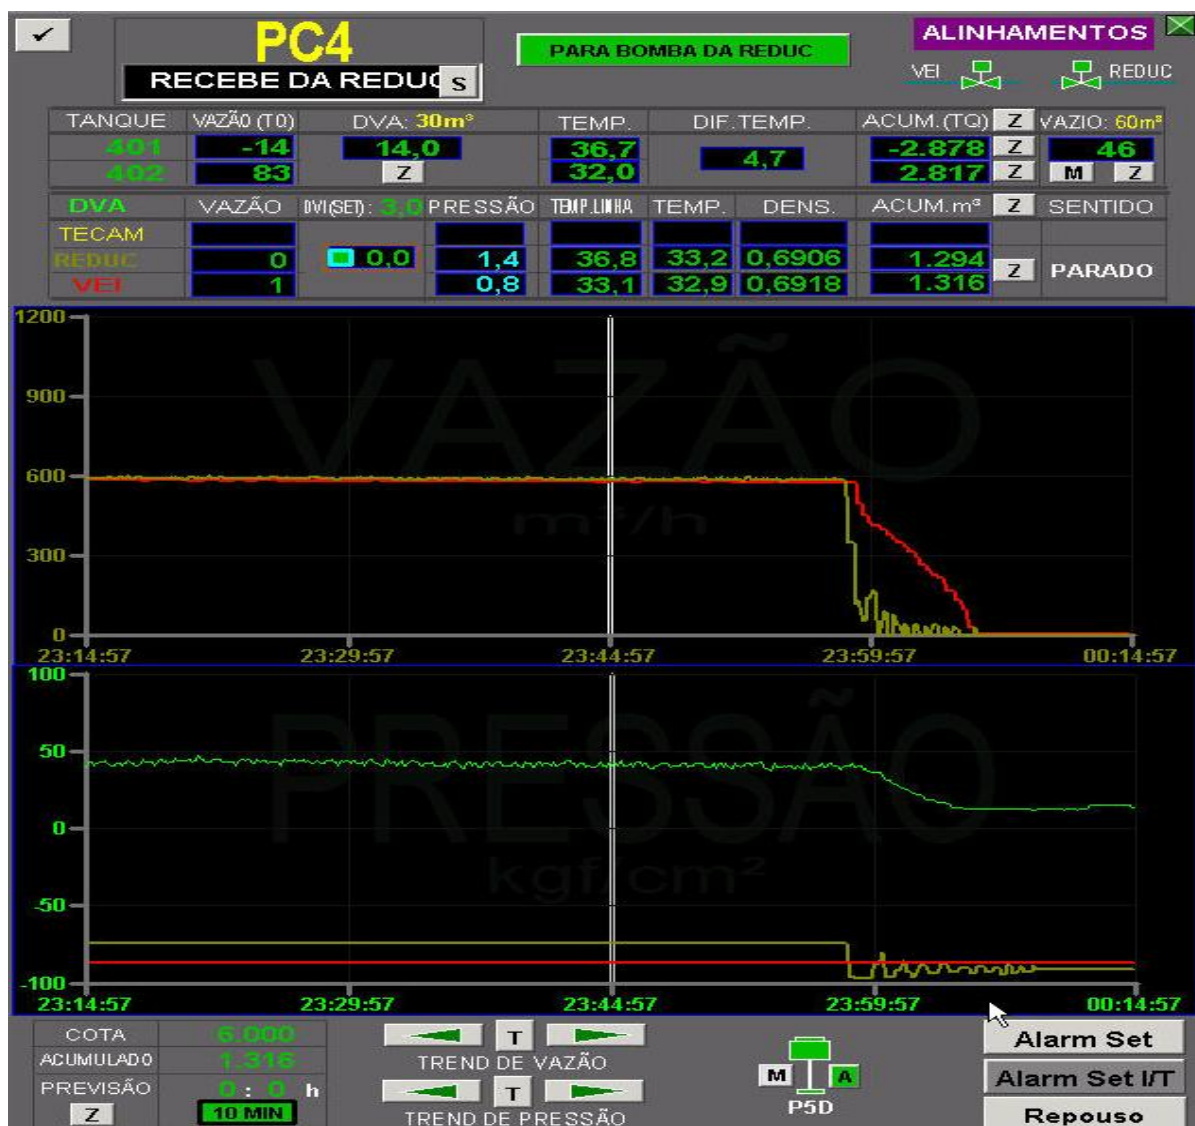 ✓ PC4 PARA BOMBA DA REDUC ALINHAMENTOS
RECEBE DA REDUC S VEI REDUC
TANQUE VAZÃO (TQ) DVA: 30m³ TEMP. DIF.TEMP. ACUM.(TQ) Z VAZIO: 60m³
401 -14 14,0 36,7 4,7 -2.878 Z 46
402 83 Z 32,0 2.817 Z M Z
DVA VAZÃO DVI(SET): 3,0 PRESSÃO TEMP.LINHA TEMP. DENS. ACUM.m³ Z SENTIDO
TECAM
REDUC 0 0,0 1,4 36,8 33,2 0,6906 1.294 Z PARADO
VEI 1 0,8 33,1 32,9 0,6918 1.316
1200
VAZÃO
900
600
m³/h
300
0
23:14:57 23:29:57 23:44:57 23:59:57 00:14:57
100
PRESSÃO
50
0
kgf/cm²
-50
-100
23:14:57 23:29:57 23:44:57 23:59:57 00:14:57
COTA 6.000 T Alarm Set
ACUMULADO 1.316 TREND DE VAZÃO
PREVISÃO 0 : 0 h T M A Alarm Set I/T
Z 10 MIN TREND DE PRESSÃO P5D Repouso